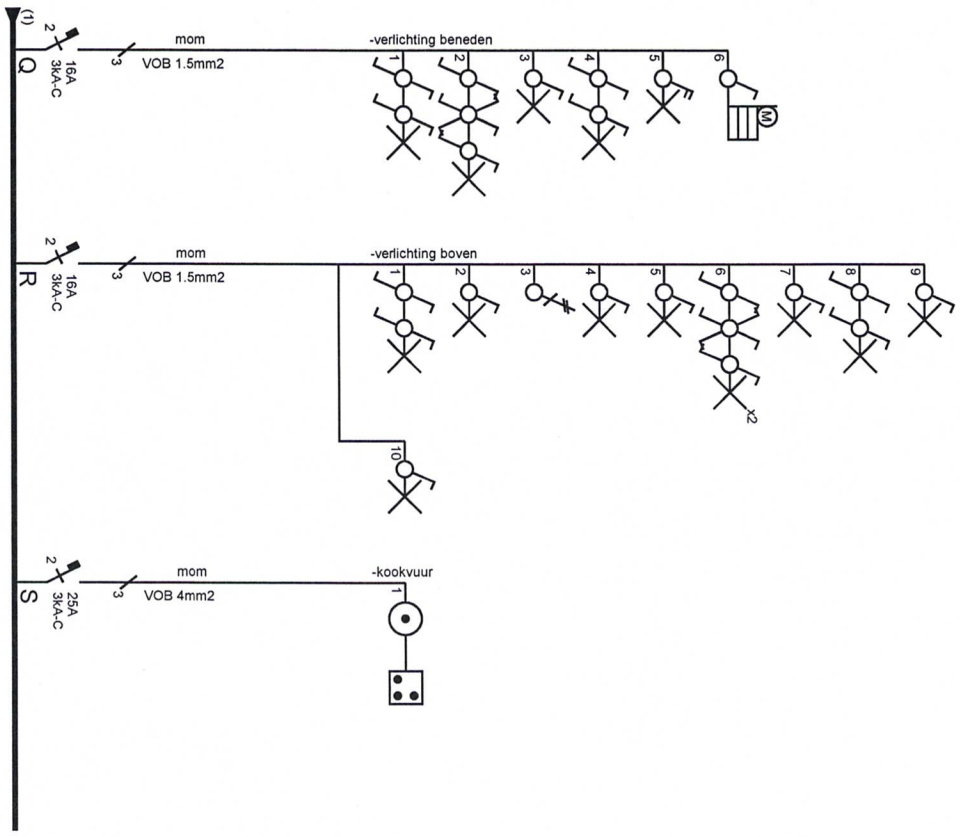 (1)
2
Q
16A
3kA-C
3
mom
VOB 1.5mm2
-verlichting beneden
1
2
3
4
5
6
M
2
R
16A
3kA-C
3
mom
VOB 1.5mm2
-verlichting boven
1
2
3
4
5
6
7
8
9
x2
10
2
S
25A
3kA-C
3
mom
VOB 4mm2
-kookvuur
1